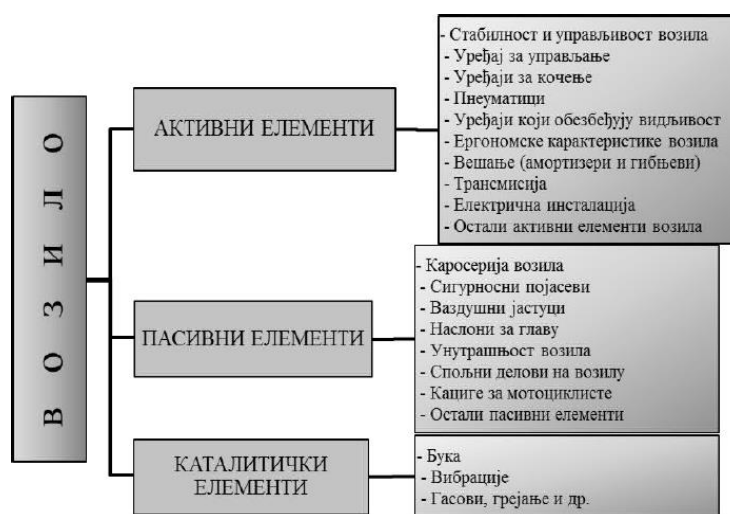 ВОЗИЛО
АКТИВНИ ЕЛЕМЕНТИ
- Стабилност и управљивост возила
- Уређај за управљање
- Уређаји за кочење
- Пнеуматици
- Уређаји који обезбеђују видљивост
- Ергономске карактеристике возила
- Вешање (амортизери и гибњеви)
- Трансмисија
- Електрична инсталација
- Остали активни елементи возила
ПАСИВНИ ЕЛЕМЕНТИ
- Каросерија возила
- Сигурносни појасеви
- Ваздушни јастуци
- Наслони за главу
- Унутрашњост возила
- Спољни делови на возилу
- Кациге за мотоциклисте
- Остали пасивни елементи
КАТАЛИТИЧКИ
ЕЛЕМЕНТИ
- Бука
- Вибрације
- Гасови, грејање и др.